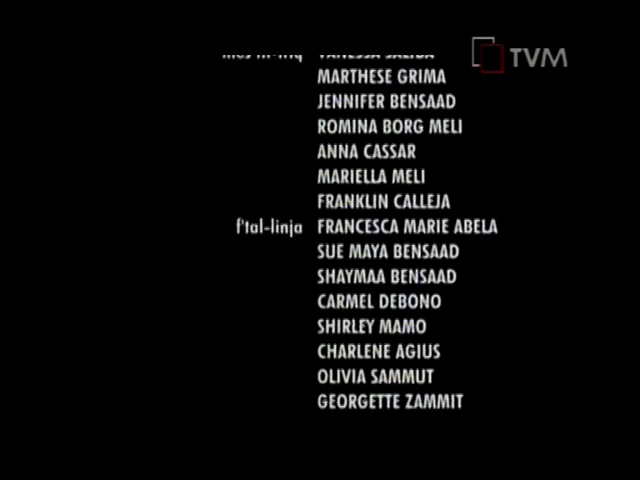 TVM
MARTHESE GRIMA
JENNIFER BENSAAD
ROMINA BORG MELI
ANNA CASSAR
MARIELLA MELI
FRANKLIN CALLEJA
f'tal-linja FRANCESCA MARIE ABELA
SUE MAYA BENSAAD
SHAYMAA BENSAAD
CARMEL DEBONO
SHIRLEY MAMO
CHARLENE AGIUS
OLIVIA SAMMUT
GEORGETTE ZAMMIT